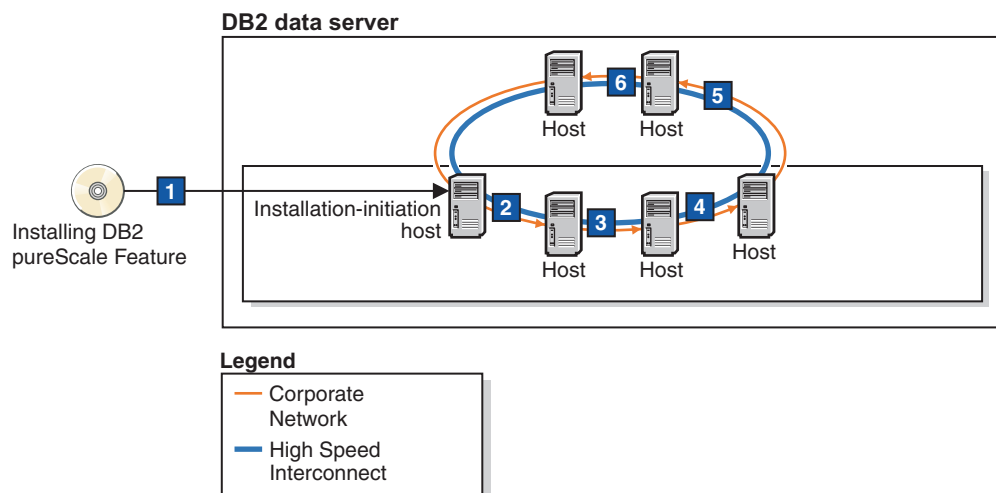 DB2 data server
6
5
Host
Host
1
Installation-initiation
host
2
3
4
Host
Host
Host
Installing DB2
pureScale Feature
Legend
Corporate
Network
High Speed
Interconnect